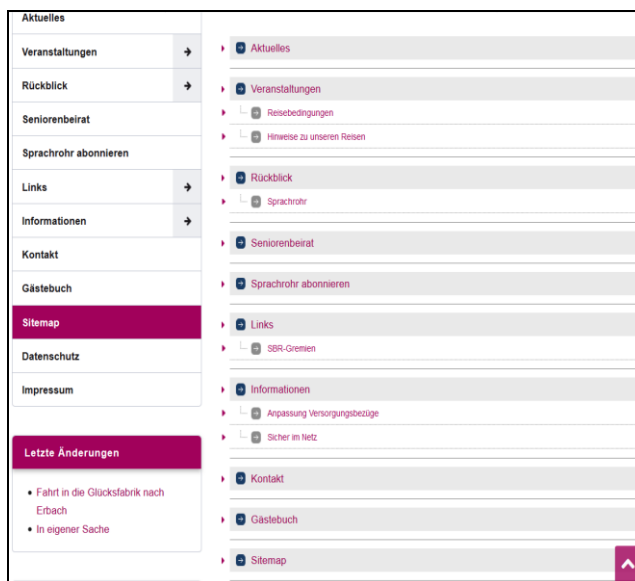 Aktuelles
Veranstaltungen
Rückblick
Seniorenbeirat
Sprachrohr abonnieren
Links
Informationen
Kontakt
Gästebuch
Sitemap
Datenschutz
Impressum
Letzte Änderungen
Fahrt in die Glücksfabrik nach
Erbach
In eigener Sache
Aktuelles
Veranstaltungen
Reisebedingungen
Hinweise zu unseren Reisen
Rückblick
Sprachrohr
Seniorenbeirat
Sprachrohr abonnieren
Links
SBR-Gremien
Informationen
Anpassung Versorgungsbezüge
Sicher im Netz
Kontakt
Gästebuch
Sitemap